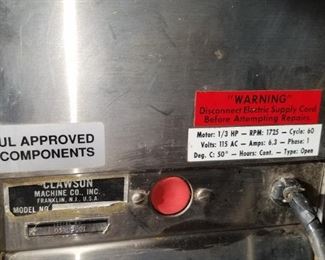 "WARNING"
Disconnect Electric Supply Cord
Before Attempting Repairs
Motor: 1/3 HP - RPM: 1725 - Cycle: 60
Volts: 115 AC - Amps: 6.3 - Phase: 1
Deg. C: 50° - Hours: Cont. - Type: Open
UL APPROVED
COMPONENTS
CLAWSON
MACHINE CO., INC.
FRANKLIN, N.J., U.S.A.
MODEL NO.